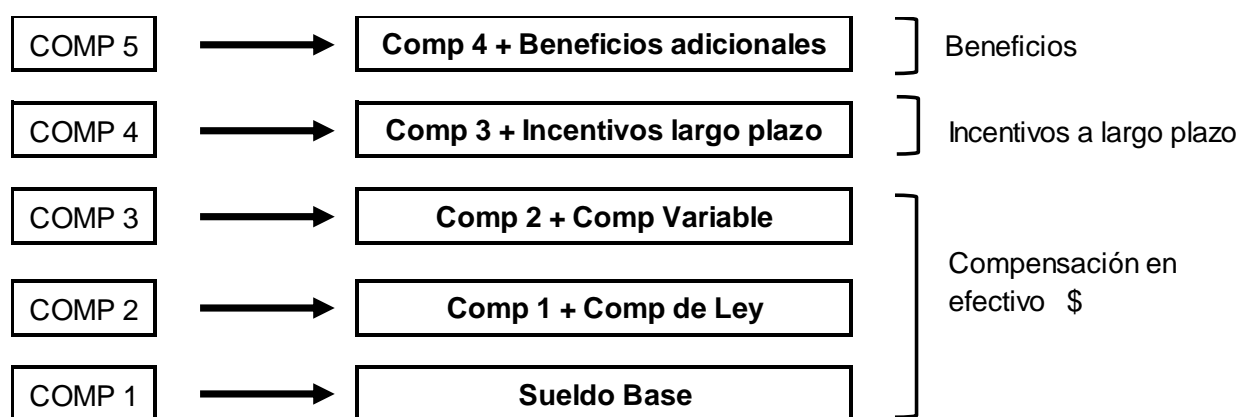 COMP 5 Comp 4 + Beneficios adicionales Beneficios
COMP 4 Comp 3 + Incentivos largo plazo Incentivos a largo plazo
COMP 3 Comp 2 + Comp Variable
Compensación en
efectivo $
COMP 2 Comp 1 + Comp de Ley
COMP 1 Sueldo Base